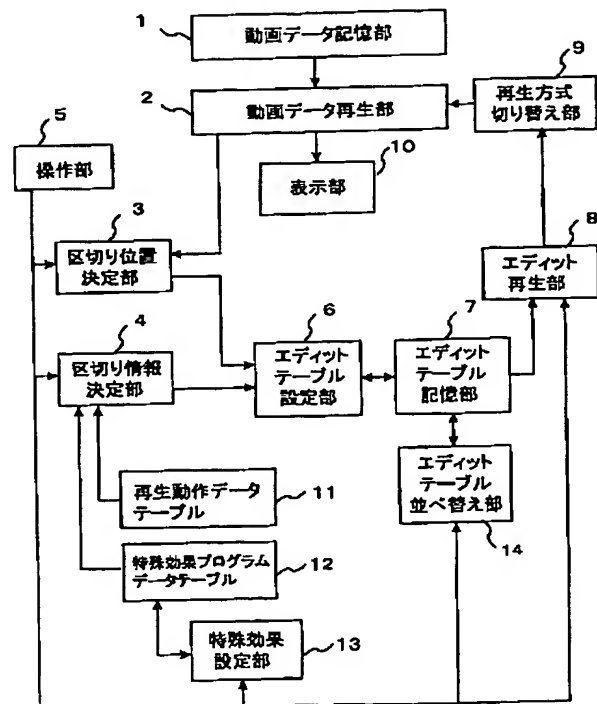 1
動画データ記憶部
2
動画データ再生部
9
再生方式
切り替え部
5
操作部
10
表示部
3
区切り位置
決定部
8
エディット
再生部
4
区切り情報
決定部
6
エディット
テーブル
設定部
7
エディット
テーブル
記憶部
再生動作データ
テーブル
11
エディット
テーブル
並べ替え部
14
特殊効果プログラム
データテーブル
12
特殊効果
設定部
13